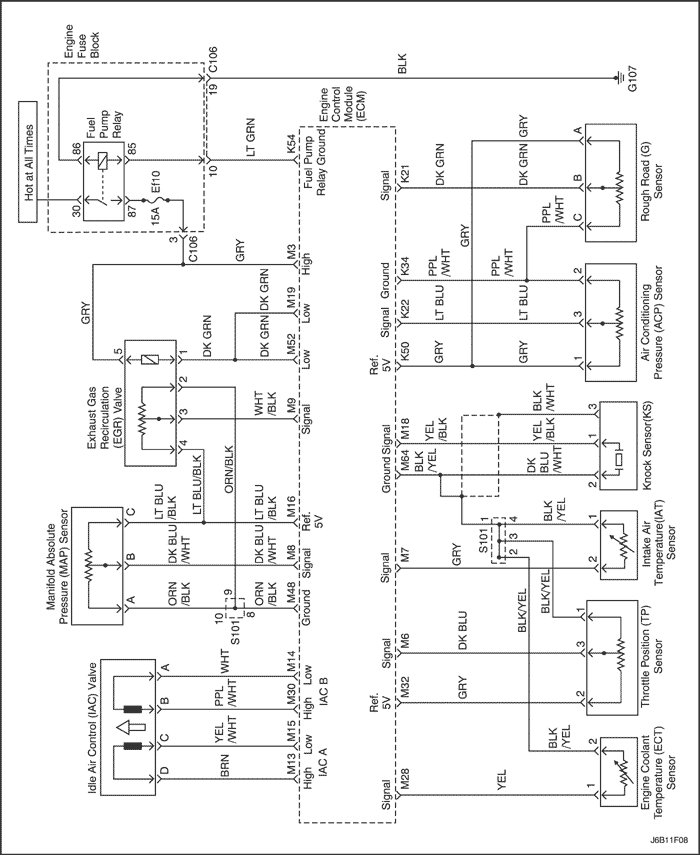 Idle Air Control (IAC) Valve
D
C
B
A
BRN
YEL
/WHT
PPL
/WHT
WHT
M13
M15
M30
M14
High
Low
High
Low
IAC A
IAC B
Manifold Absolute
Pressure (MAP) Sensor
A
B
C
ORN
/BLK
DK BLU
/WHT
LT BLU
/BLK
LT BLU/BLK
10
9
8
S101
ORN
/BLK
DK BLU
/WHT
LT BLU
/BLK
ORN/BLK
M48
M8
M16
Ground
Signal
Ref.
5V
Exhaust Gas
Recirculation
(EGR) Valve
4
3
2
1
5
WHT
/BLK
DK GRN
DK GRN
DK GRN
GRY
GRY
M9
M52
M19
M3
Signal
Low
Low
High
Hot at All Times
Engine
Fuse
Block
30
86
Fuel
Pump
Relay
87
85
Ef10
15A
3
C106
10
19
C106
LT GRN
BLK
G107
K54
Fuel Pump
Relay Ground
Engine
Control
Module
(ECM)
Signal
M28
YEL
Ref.
5V
M32
GRY
Signal
M6
DK BLU
Signal
M7
GRY
Ground
M64
BLK
/YEL
Signal
M18
YEL
/BLK
Ref.
5V
K50
GRY
Signal
K22
LT BLU
Ground
K34
PPL
/WHT
Signal
K21
DK GRN
GRY
S101
1
2
3
4
BLK/YEL
BLK/YEL
BLK
/YEL
BLK
/YEL
DK
BLU
/WHT
YEL
/BLK
BLK
/WHT
GRY
LT BLU
PPL
/WHT
PPL
/WHT
DK GRN
GRY
1
2
Engine Coolant
Temperature (ECT)
Sensor
2
3
1
Throttle Position (TP)
Sensor
2
1
Intake Air
Temperature(IAT)
Sensor
2
1
3
Knock Sensor(KS)
1
3
2
Air Conditioning
Pressure (ACP) Sensor
C
B
A
Rough Road (G)
Sensor
J6B11F08